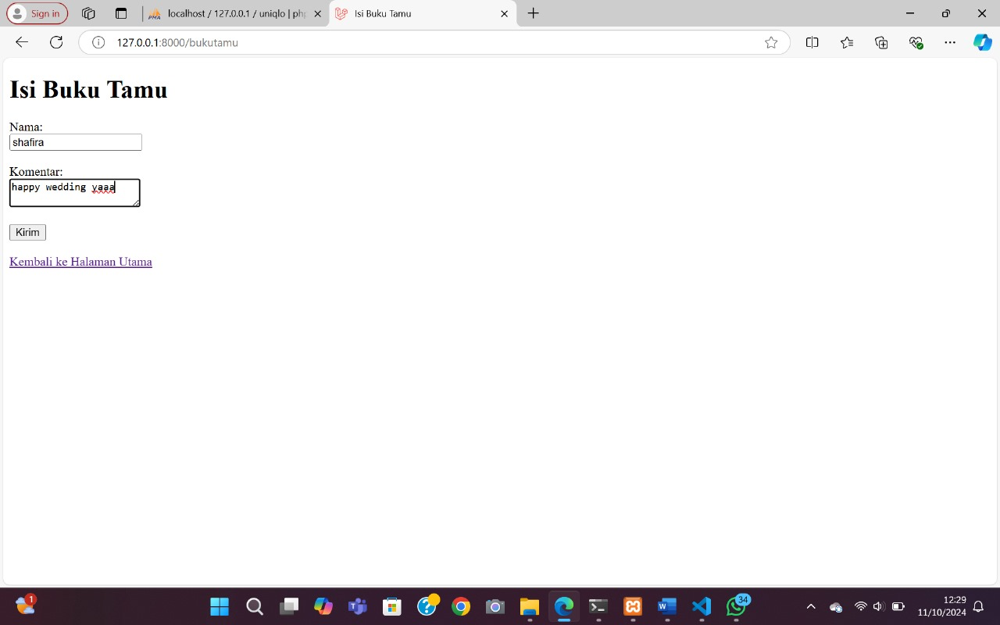 Sign in
localhost / 127.0.0.1 / uniqlo | ph
Isi Buku Tamu
127.0.0.1:8000/bukutamu
Isi Buku Tamu
Nama:
shafira
Komentar:
happy wedding yaaa
Kirim
Kembali ke Halaman Utama
1
34
12:29
11/10/2024